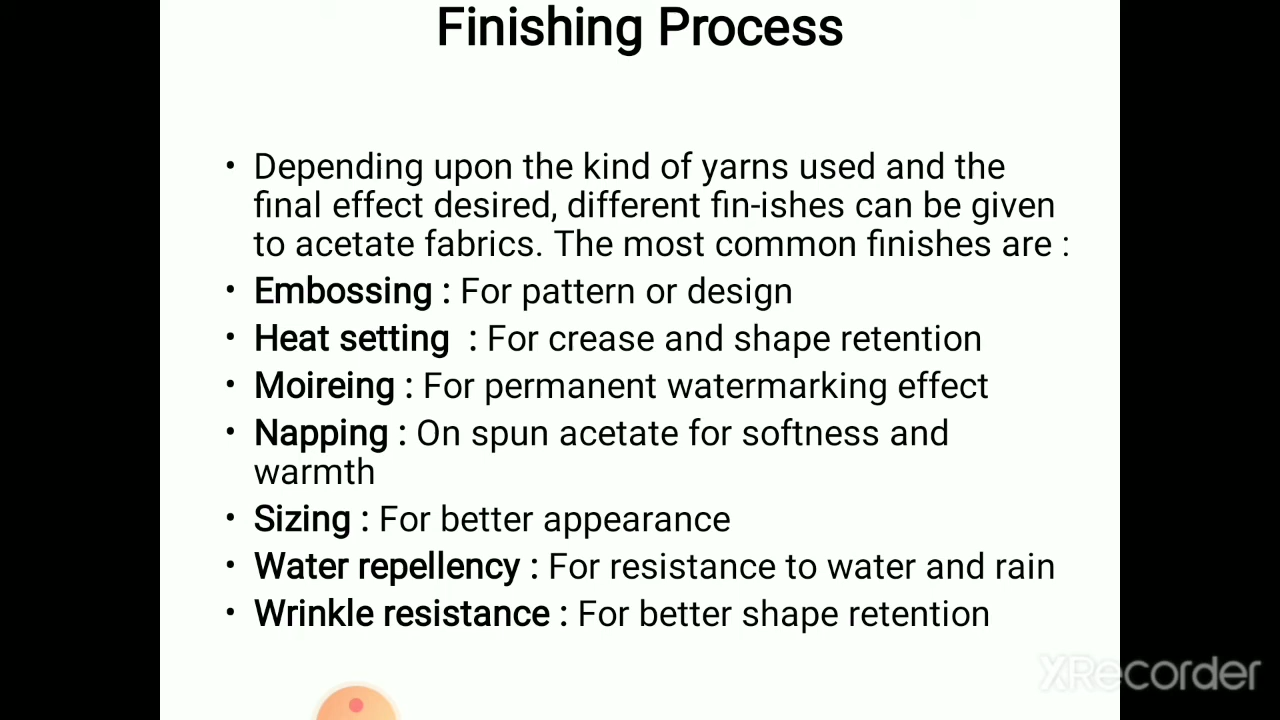 Finishing Process
• Depending upon the kind of yarns used and the
final effect desired, different fin-ishes can be given
to acetate fabrics. The most common finishes are :
• Embossing : For pattern or design
• Heat setting  : For crease and shape retention
• Moireing : For permanent watermarking effect
• Napping : On spun acetate for softness and
warmth
• Sizing : For better appearance
• Water repellency : For resistance to water and rain
• Wrinkle resistance : For better shape retention
XRecorder